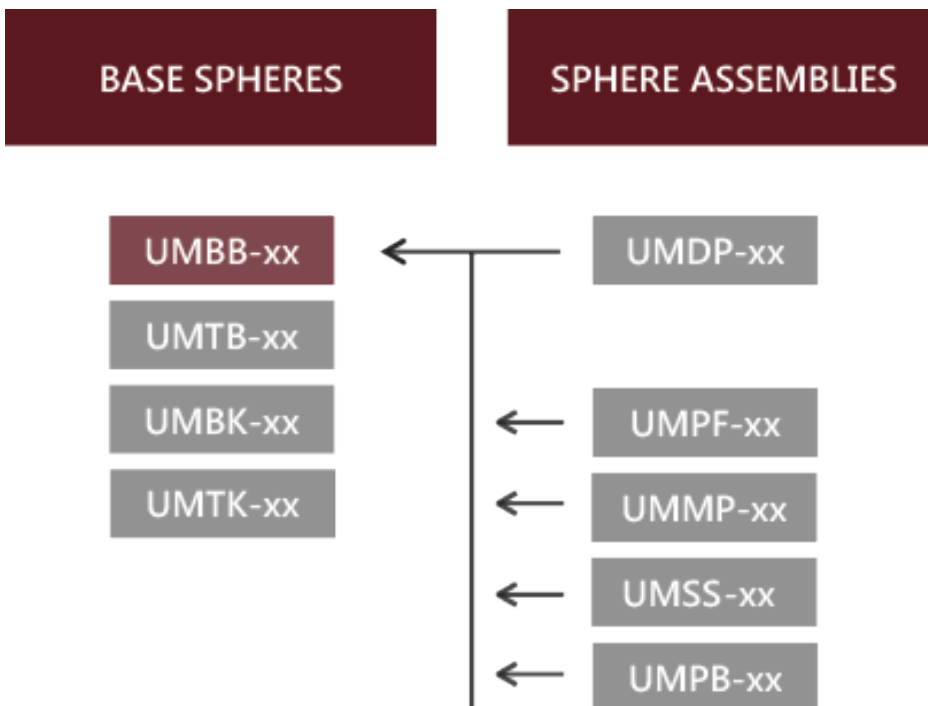 BASE SPHERES
SPHERE ASSEMBLIES
UMBB-xx
UMTB-xx
UMBK-xx
UMTK-xx
UMDP-xx
UMPF-xx
UMMP-xx
UMSS-xx
UMPB-xx